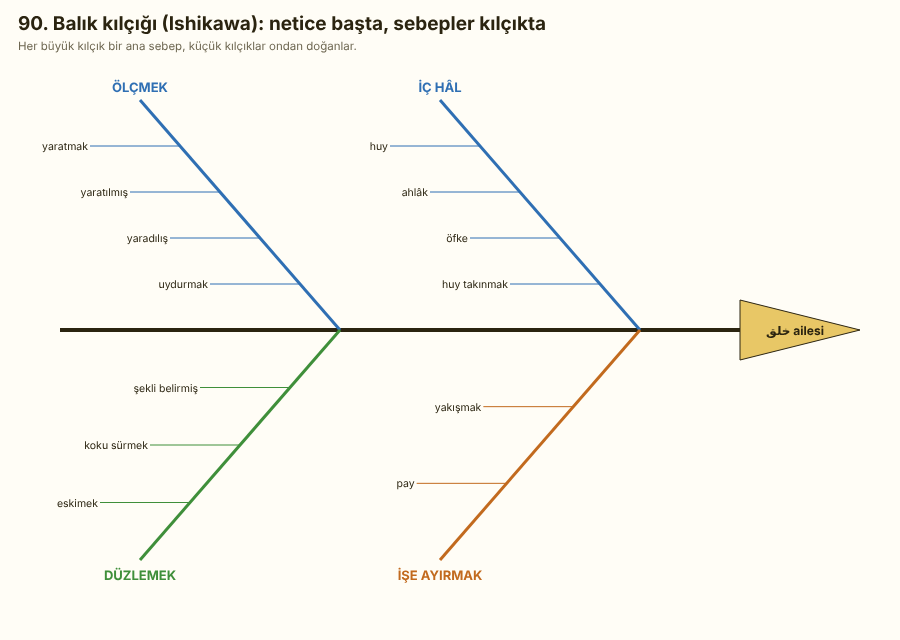 90. Balık kılçığı (Ishikawa): netice başta, sebepler kılçıkta
Her büyük kılçık bir ana sebep, küçük kılçıklar ondan doğanlar.
ÖLÇMEK
yaratmak
yaratılmış
yaradılış
uydurmak
İÇ HÂL
huy
ahlâk
öfke
huy takınmak
خلق ailesi
şekli belirmiş
koku sürmek
eskimek
DÜZLEMEK
yakışmak
pay
İŞE AYIRMAK